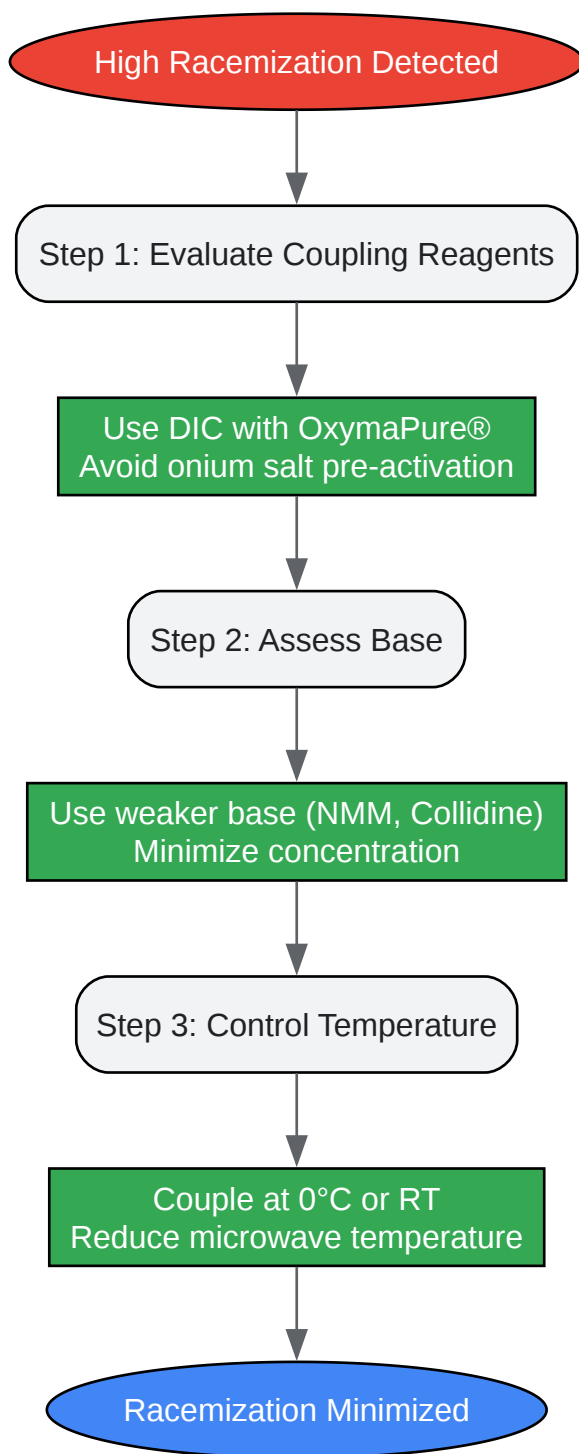 High Racemization Detected
Step 1: Evaluate Coupling Reagents
Use DIC with OxymaPure®
Avoid onium salt pre-activation
Step 2: Assess Base
Use weaker base (NMM, Collidine)
Minimize concentration
Step 3: Control Temperature
Couple at 0°C or RT
Reduce microwave temperature
Racemization Minimized